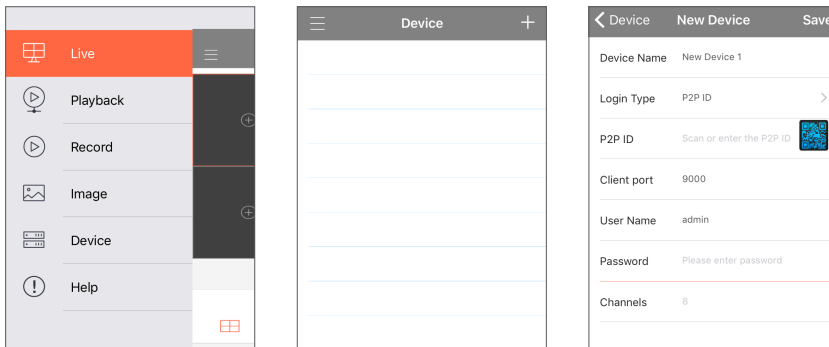 Live
Playback
Record
Image
Device
Help
Device
Device New Device Save
Device Name New Device 1
Login Type P2P ID
P2P ID Scan or enter the P2P ID
Client port 9000
User Name admin
Password Please enter password
Channels 8